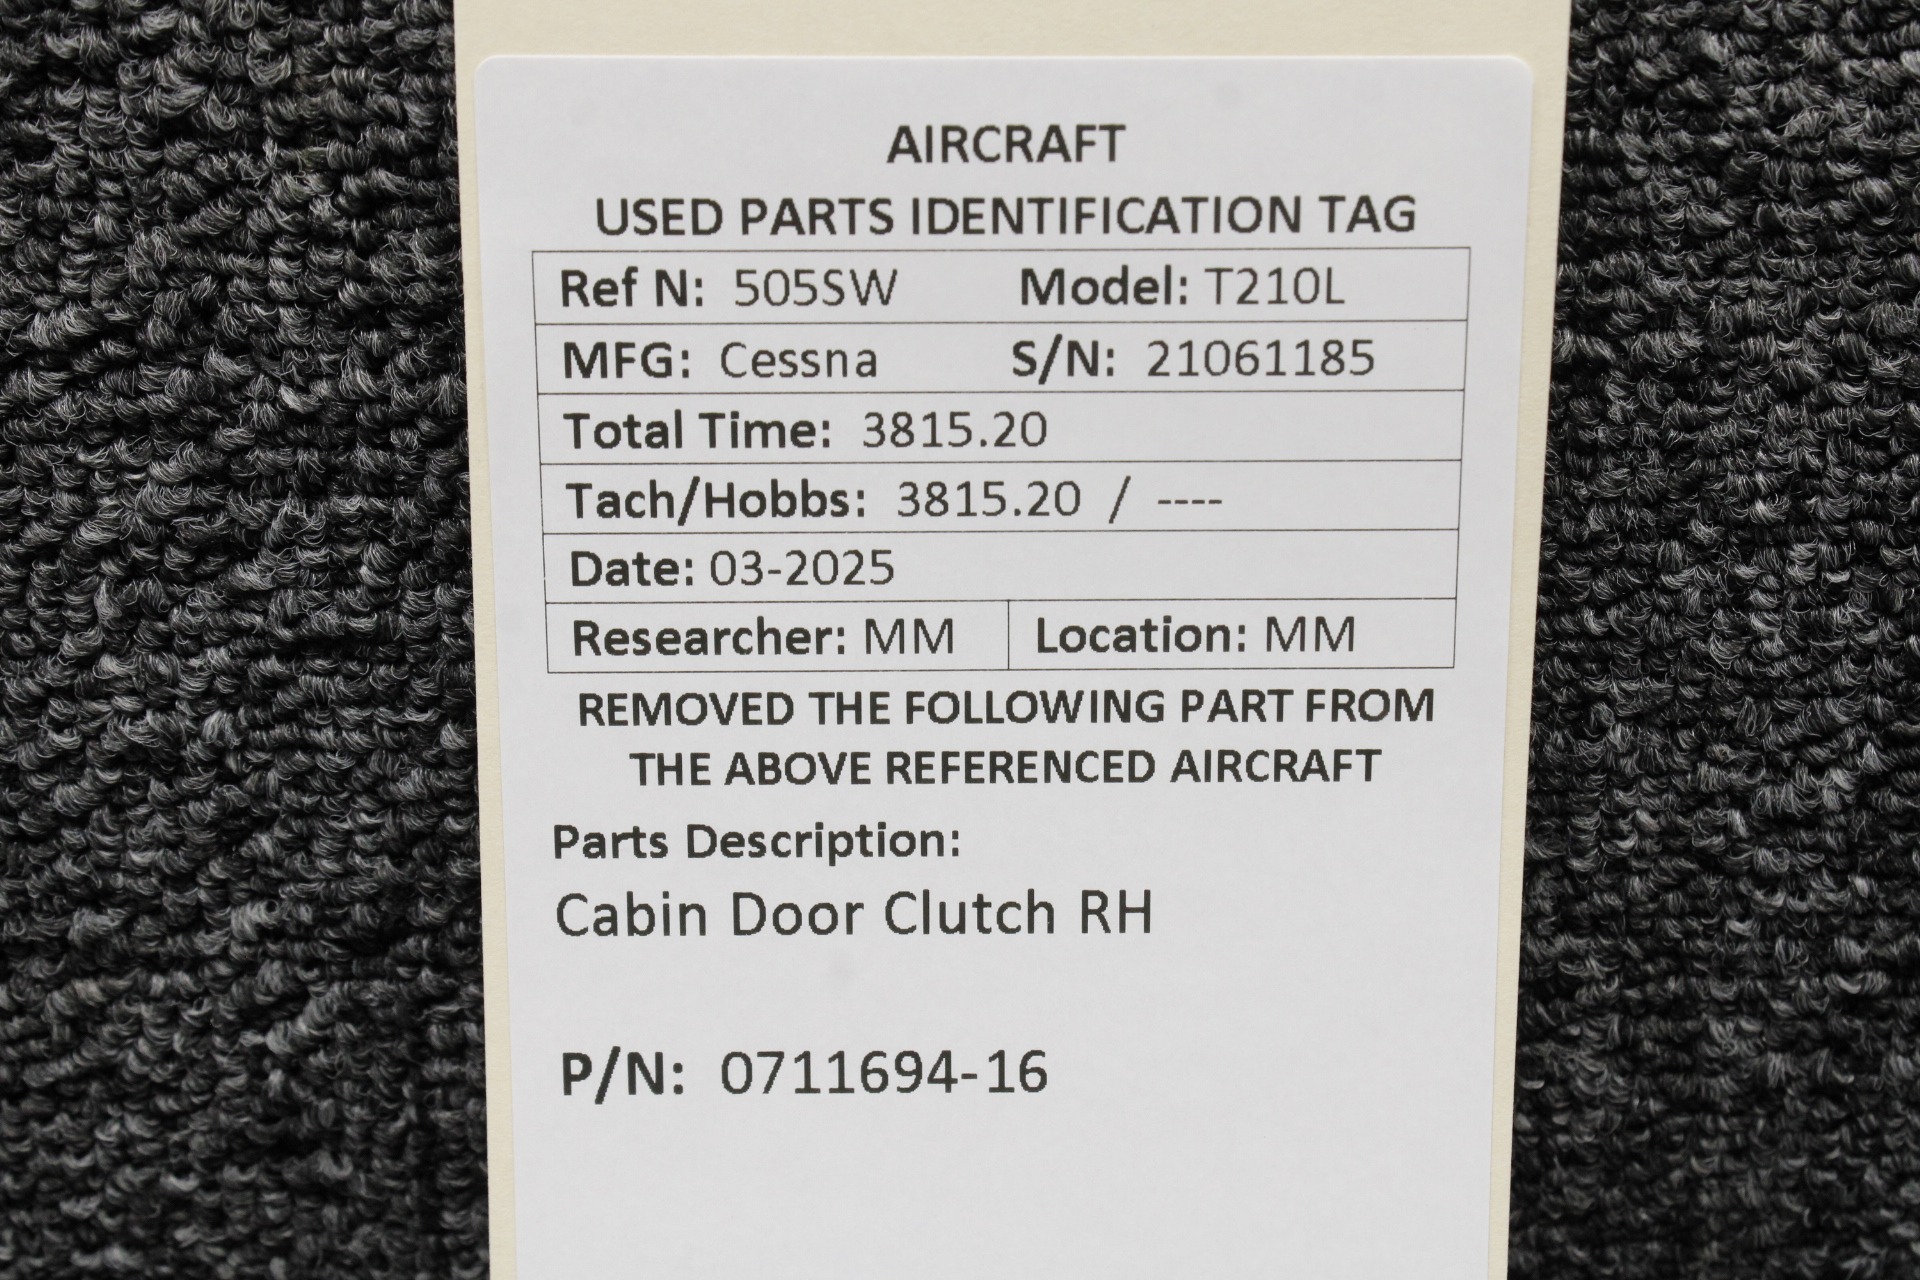 AIRCRAFT
USED PARTS IDENTIFICATION TAG
Ref N: 505SW Model: T210L
MFG: Cessna S/N: 21061185
Total Time: 3815.20
Tach/Hobbs: 3815.20 / ----
Date: 03-2025
Researcher: MM Location: MM
REMOVED THE FOLLOWING PART FROM
THE ABOVE REFERENCED AIRCRAFT
Parts Description:
Cabin Door Clutch RH
P/N: 0711694-16